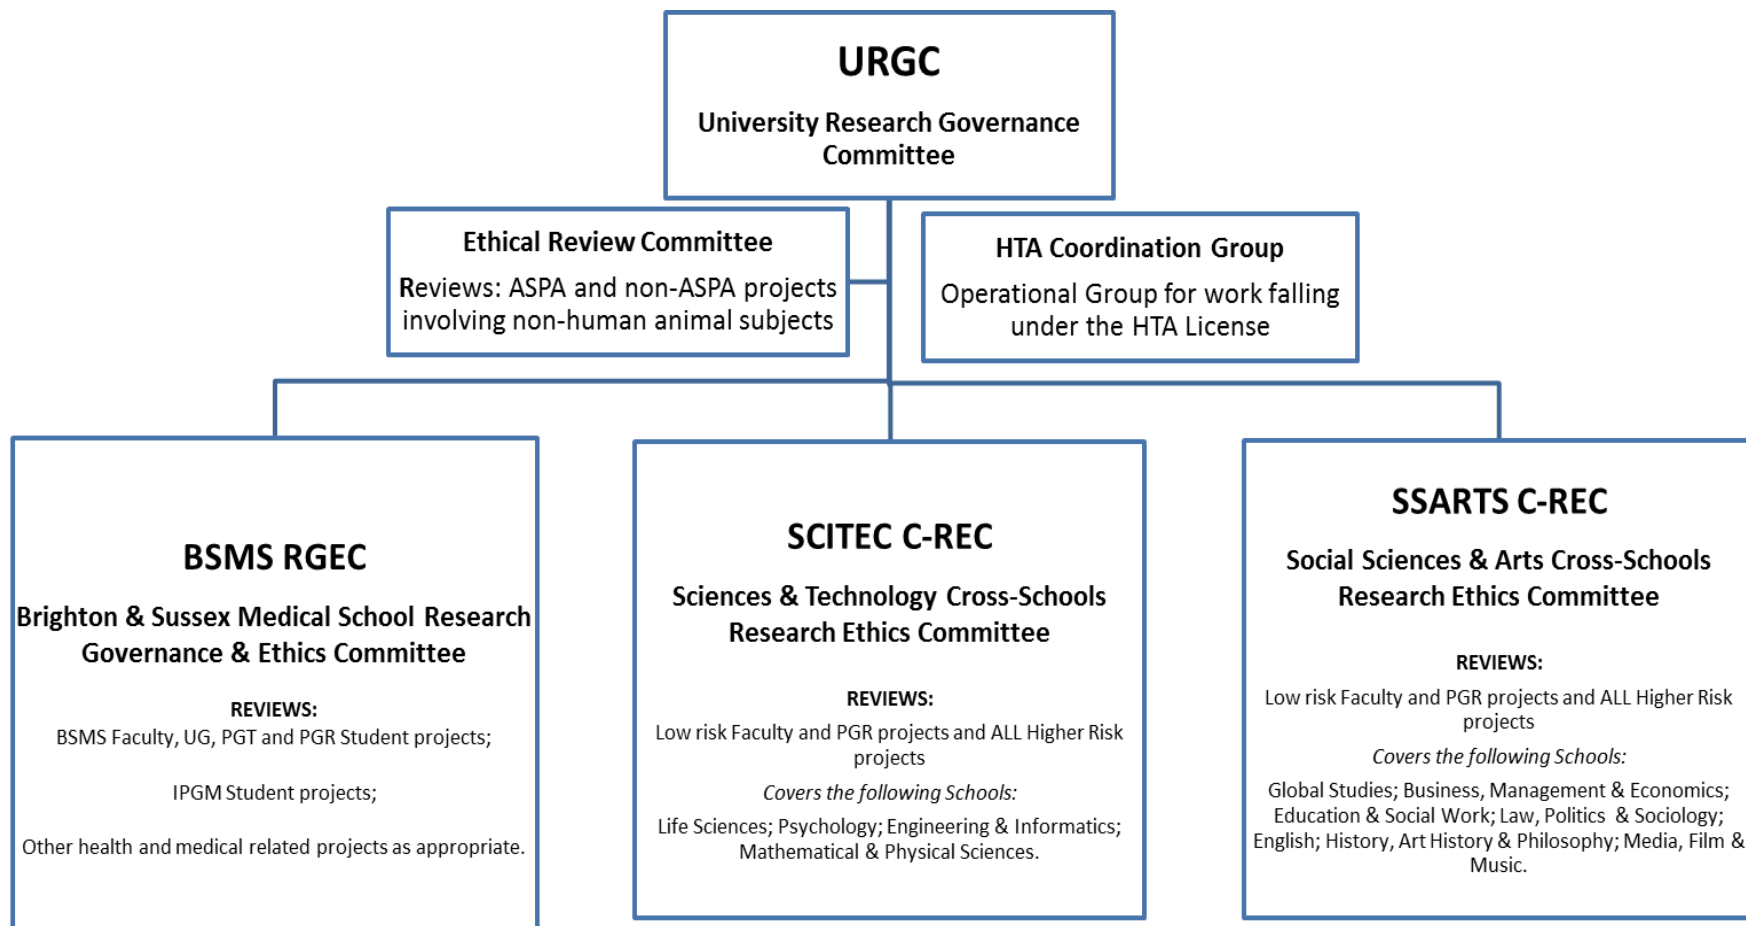 URGC
University Research Governance
Committee
Ethical Review Committee
Reviews: ASPA and non-ASPA projects
involving non-human animal subjects
HTA Coordination Group
Operational Group for work falling
under the HTA License
BSMS RGEC
Brighton & Sussex Medical School Research
Governance & Ethics Committee
REVIEWS:
BSMS Faculty, UG, PGT and PGR Student projects;
IPGM Student projects;
Other health and medical related projects as appropriate.
SCITEC C-REC
Sciences & Technology Cross-Schools
Research Ethics Committee
REVIEWS:
Low risk Faculty and PGR projects and ALL Higher Risk
projects
Covers the following Schools:
Life Sciences; Psychology; Engineering & Informatics;
Mathematical & Physical Sciences.
SSARTS C-REC
Social Sciences & Arts Cross-Schools
Research Ethics Committee
REVIEWS:
Low risk Faculty and PGR projects and ALL Higher Risk
projects
Covers the following Schools:
Global Studies; Business, Management & Economics;
Education & Social Work; Law, Politics & Sociology;
English; History, Art History & Philosophy; Media, Film &
Music.